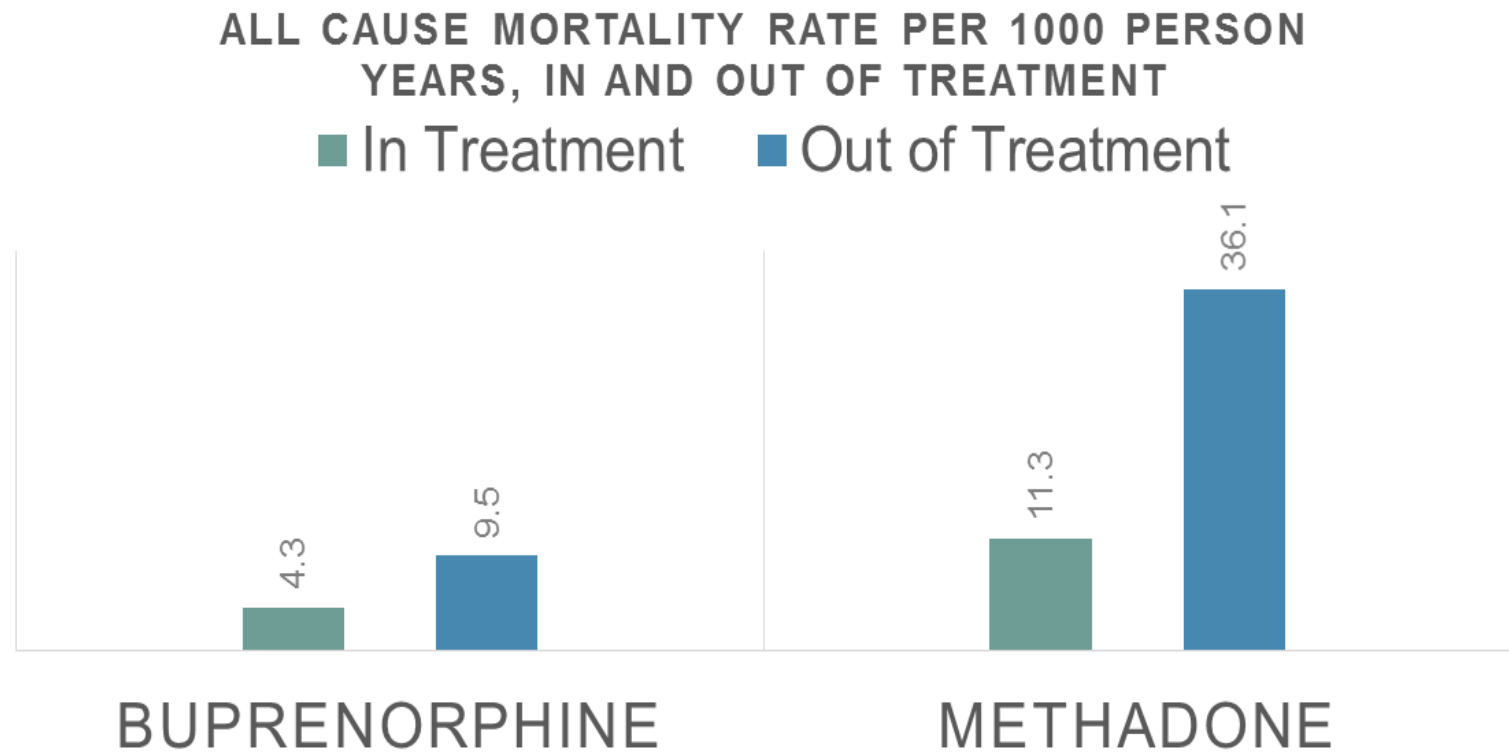 ALL CAUSE MORTALITY RATE PER 1000 PERSON
YEARS, IN AND OUT OF TREATMENT
In Treatment Out of Treatment
4.3
9.5
11.3
36.1
BUPRENORPHINE
METHADONE